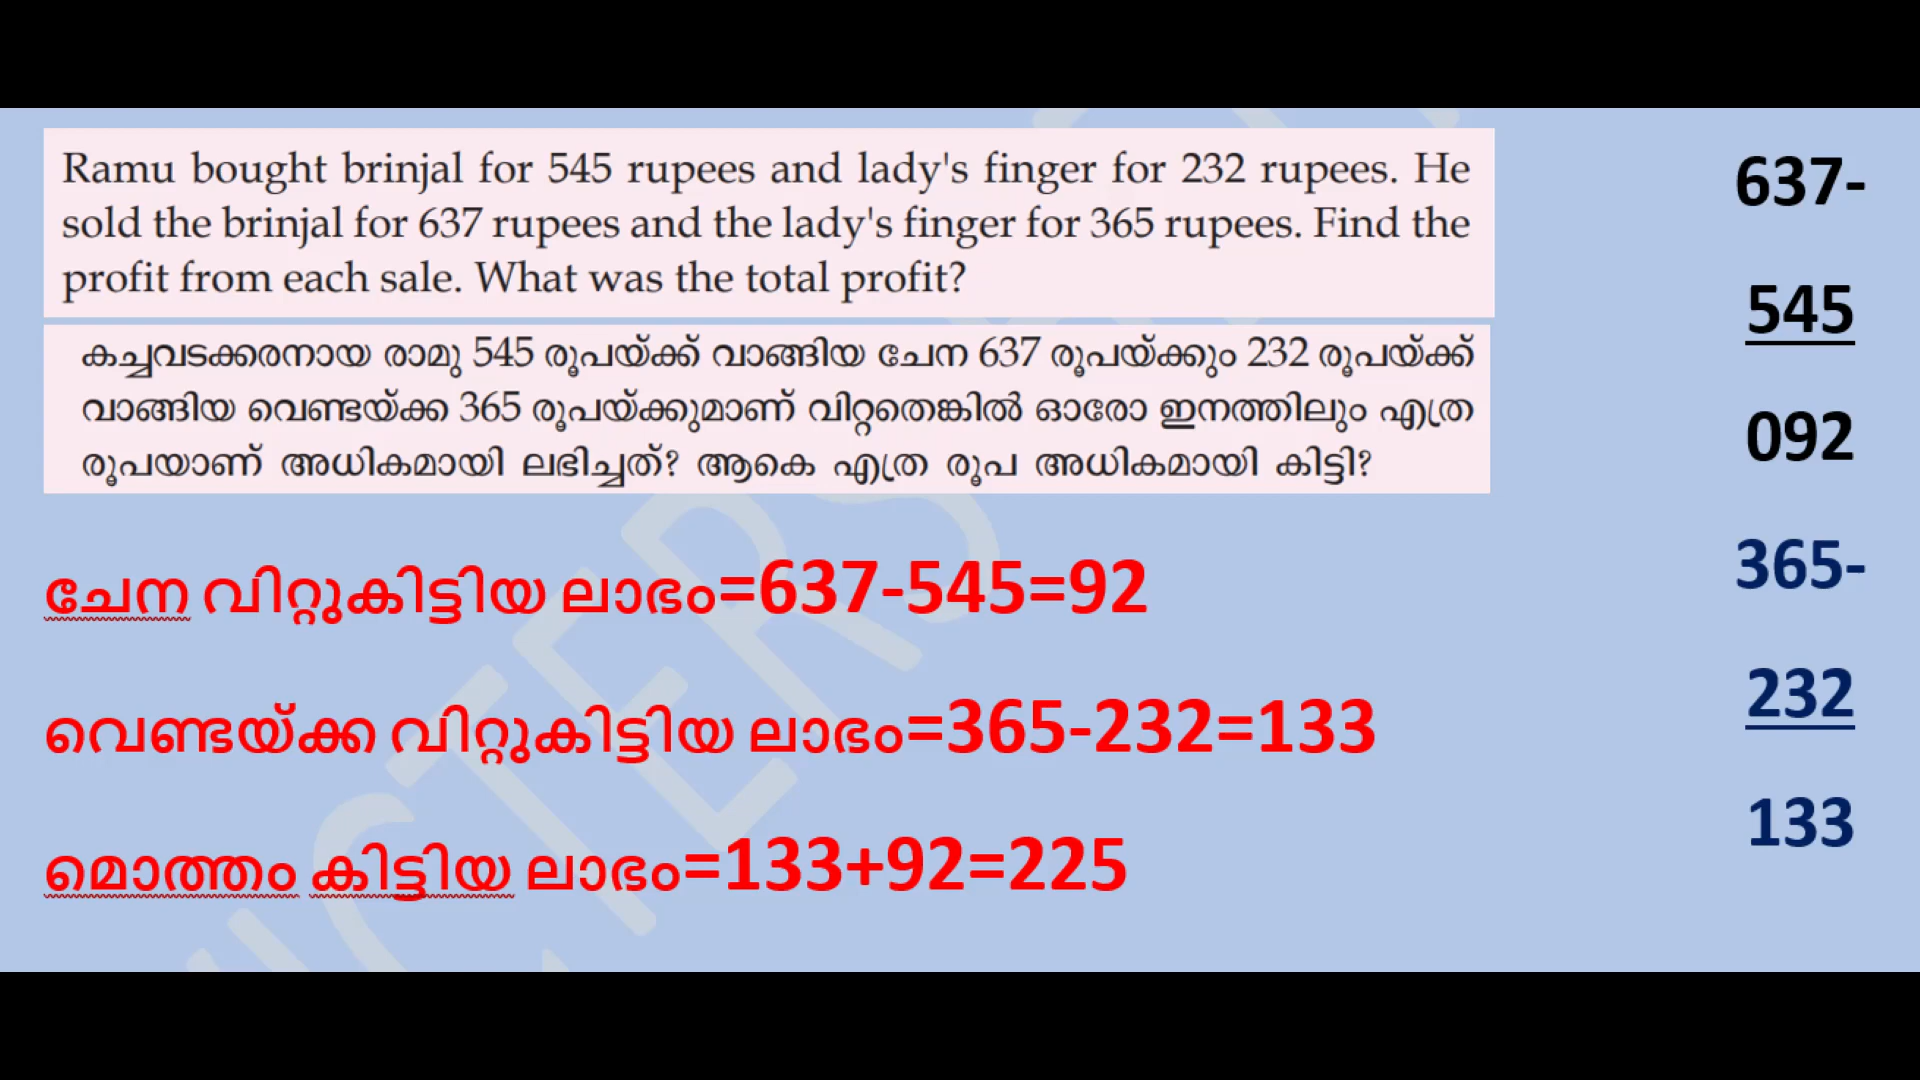 Ramu bought brinjal for 545 rupees and lady's finger for 232 rupees. He
sold the brinjal for 637 rupees and the lady's finger for 365 rupees. Find the
profit from each sale. What was the total profit?
കച്ചവടക്കരനായ രാമു 545 രൂപയ്ക്ക് വാങ്ങിയ ചേന 637 രൂപയ്ക്കും 232 രൂപയ്ക്ക്
വാങ്ങിയ വെണ്ടയ്ക്ക 365 രൂപയ്ക്കുമാണ് വിറ്റതെങ്കിൽ ഓരോ ഇനത്തിലും എത്ര
രൂപയാണ് അധികമായി ലഭിച്ചത്? ആകെ എത്ര രൂപ അധികമായി കിട്ടി?
ചേന വിറ്റുകിട്ടിയ ലാഭം=637-545=92
വെണ്ടയ്ക്ക വിറ്റുകിട്ടിയ ലാഭം=365-232=133
മൊത്തം കിട്ടിയ ലാഭം=133+92=225
637-
545
092
365-
232
133